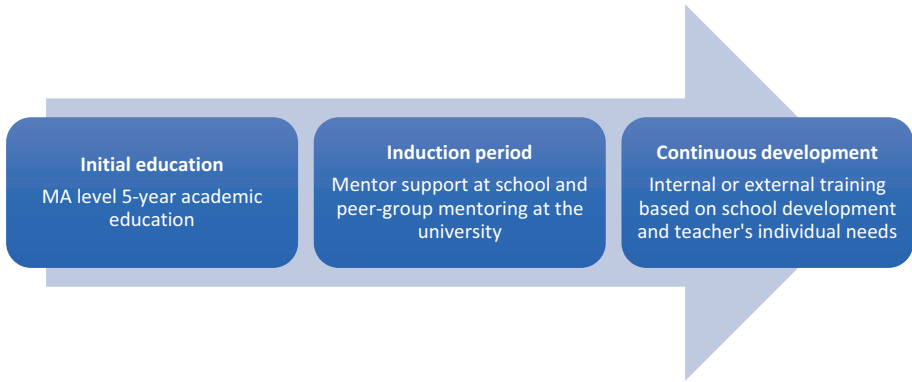 Initial education
MA level 5-year academic
education
Induction period
Mentor support at school and
peer-group mentoring at the
university
Continuous development
Internal or external training
based on school development
and teacher's individual needs